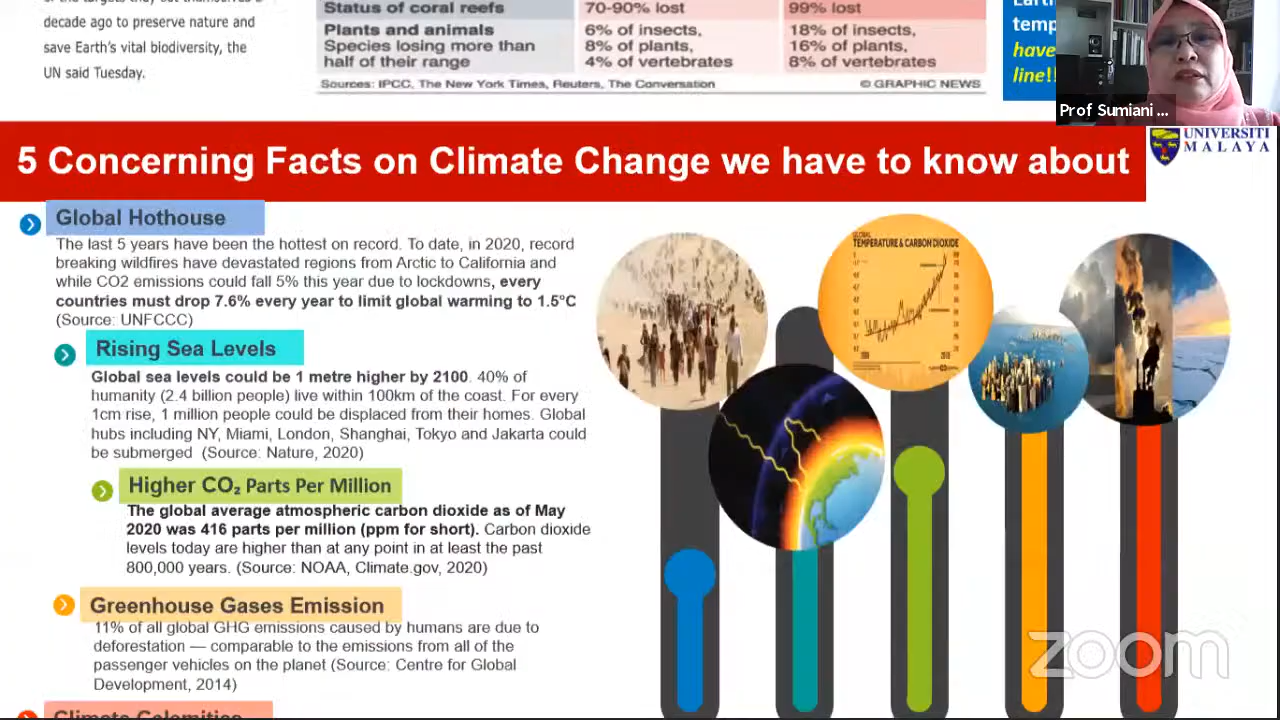 decade ago to preserve nature and
save Earth's vital biodiversity, the
UN said Tuesday.
Status of coral reefs 70-90% lost 99% lost
Plants and animals 6% of insects, 18% of insects,
Species losing more than 8% of plants, 16% of plants,
half of their range 4% of vertebrates 8% of vertebrates
Sources: IPCC, The New York Times, Reuters, The Conversation © GRAPHIC NEWS
temp
have
line!!
Prof Sumiani ...
UNIVERSITI
MALAYA
5 Concerning Facts on Climate Change we have to know about
Global Hothouse
The last 5 years have been the hottest on record. To date, in 2020, record
breaking wildfires have devastated regions from Arctic to California and
while CO2 emissions could fall 5% this year due to lockdowns, every
countries must drop 7.6% every year to limit global warming to 1.5°C
(Source: UNFCCC)
Rising Sea Levels
Global sea levels could be 1 metre higher by 2100. 40% of
humanity (2.4 billion people) live within 100km of the coast. For every
1cm rise, 1 million people could be displaced from their homes. Global
hubs including NY, Miami, London, Shanghai, Tokyo and Jakarta could
be submerged (Source: Nature, 2020)
Higher CO₂ Parts Per Million
The global average atmospheric carbon dioxide as of May
2020 was 416 parts per million (ppm for short). Carbon dioxide
levels today are higher than at any point in at least the past
800,000 years. (Source: NOAA, Climate.gov, 2020)
Greenhouse Gases Emission
11% of all global GHG emissions caused by humans are due to
deforestation — comparable to the emissions from all of the
passenger vehicles on the planet (Source: Centre for Global
Development, 2014)
Climate Calamities
GLOBAL
TEMPERATURE & CARBON DIOXIDE
zoom